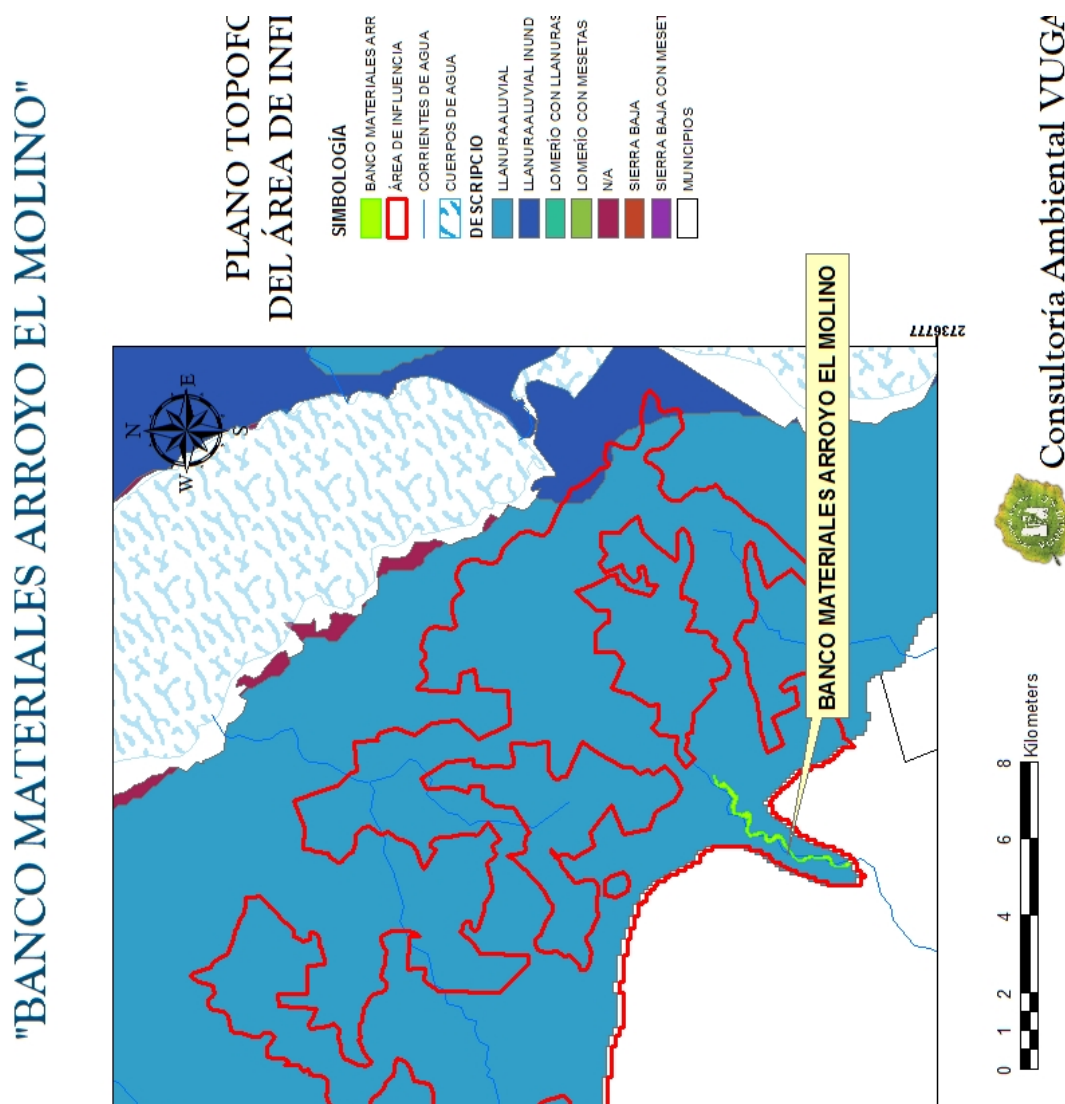 "BANCO MATERIALES ARROYO EL MOLINO"
PLANO TOPOFO
DEL ÁREA DE INFL
SIMBOLOGÍA
BANCO MATERIALES ARR
ÁREA DE INFLUENCIA
CORRIENTES DE AGUA
CUERPOS DE AGUA
DESCRIPCIO
LLANURA ALUVIAL
LLANURA ALUVIAL INUND
LOMERÍO CON LLANURAS
LOMERÍO CON MESETAS
N/A
SIERRA BAJA
SIERRA BAJA CON MESET
MUNICIPIOS
N
E
S
W
2736777
BANCO MATERIALES ARROYO EL MOLINO
0 1 2 4 6 8
Kilometers
Consultoría Ambiental VUGA